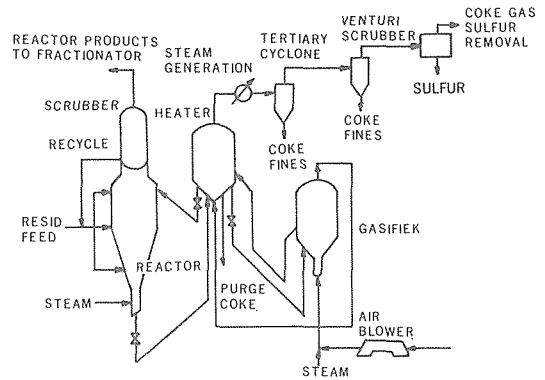 REACTOR PRODUCTS
TO FRACTIONATOR
STEAM
GENERATION
TERTIARY
CYCLONE
VENTURI
SCRUBBER
COKE GAS
SULFUR
REMOVAL
SULFUR
SCRUBBER
HEATER
RECYCLE
COKE
FINES
COKE
FINES
RESID
FEED
GASIFIEK
REACTOR
PURGE
COKE
STEAM
AIR
BLOWER
STEAM